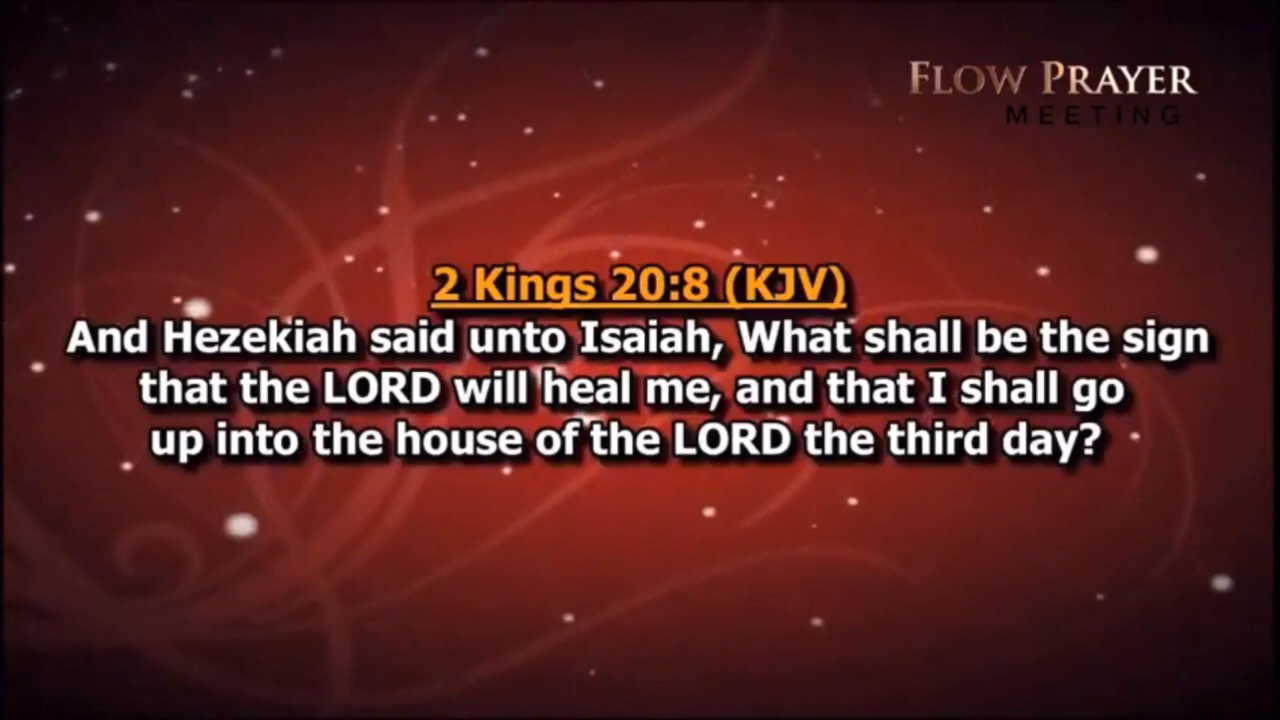 FLOW PRAYER
MEETING
2 Kings 20:8 (KJV)
And Hezekiah said unto Isaiah, What shall be the sign
that the LORD will heal me, and that I shall go
up into the house of the LORD the third day?